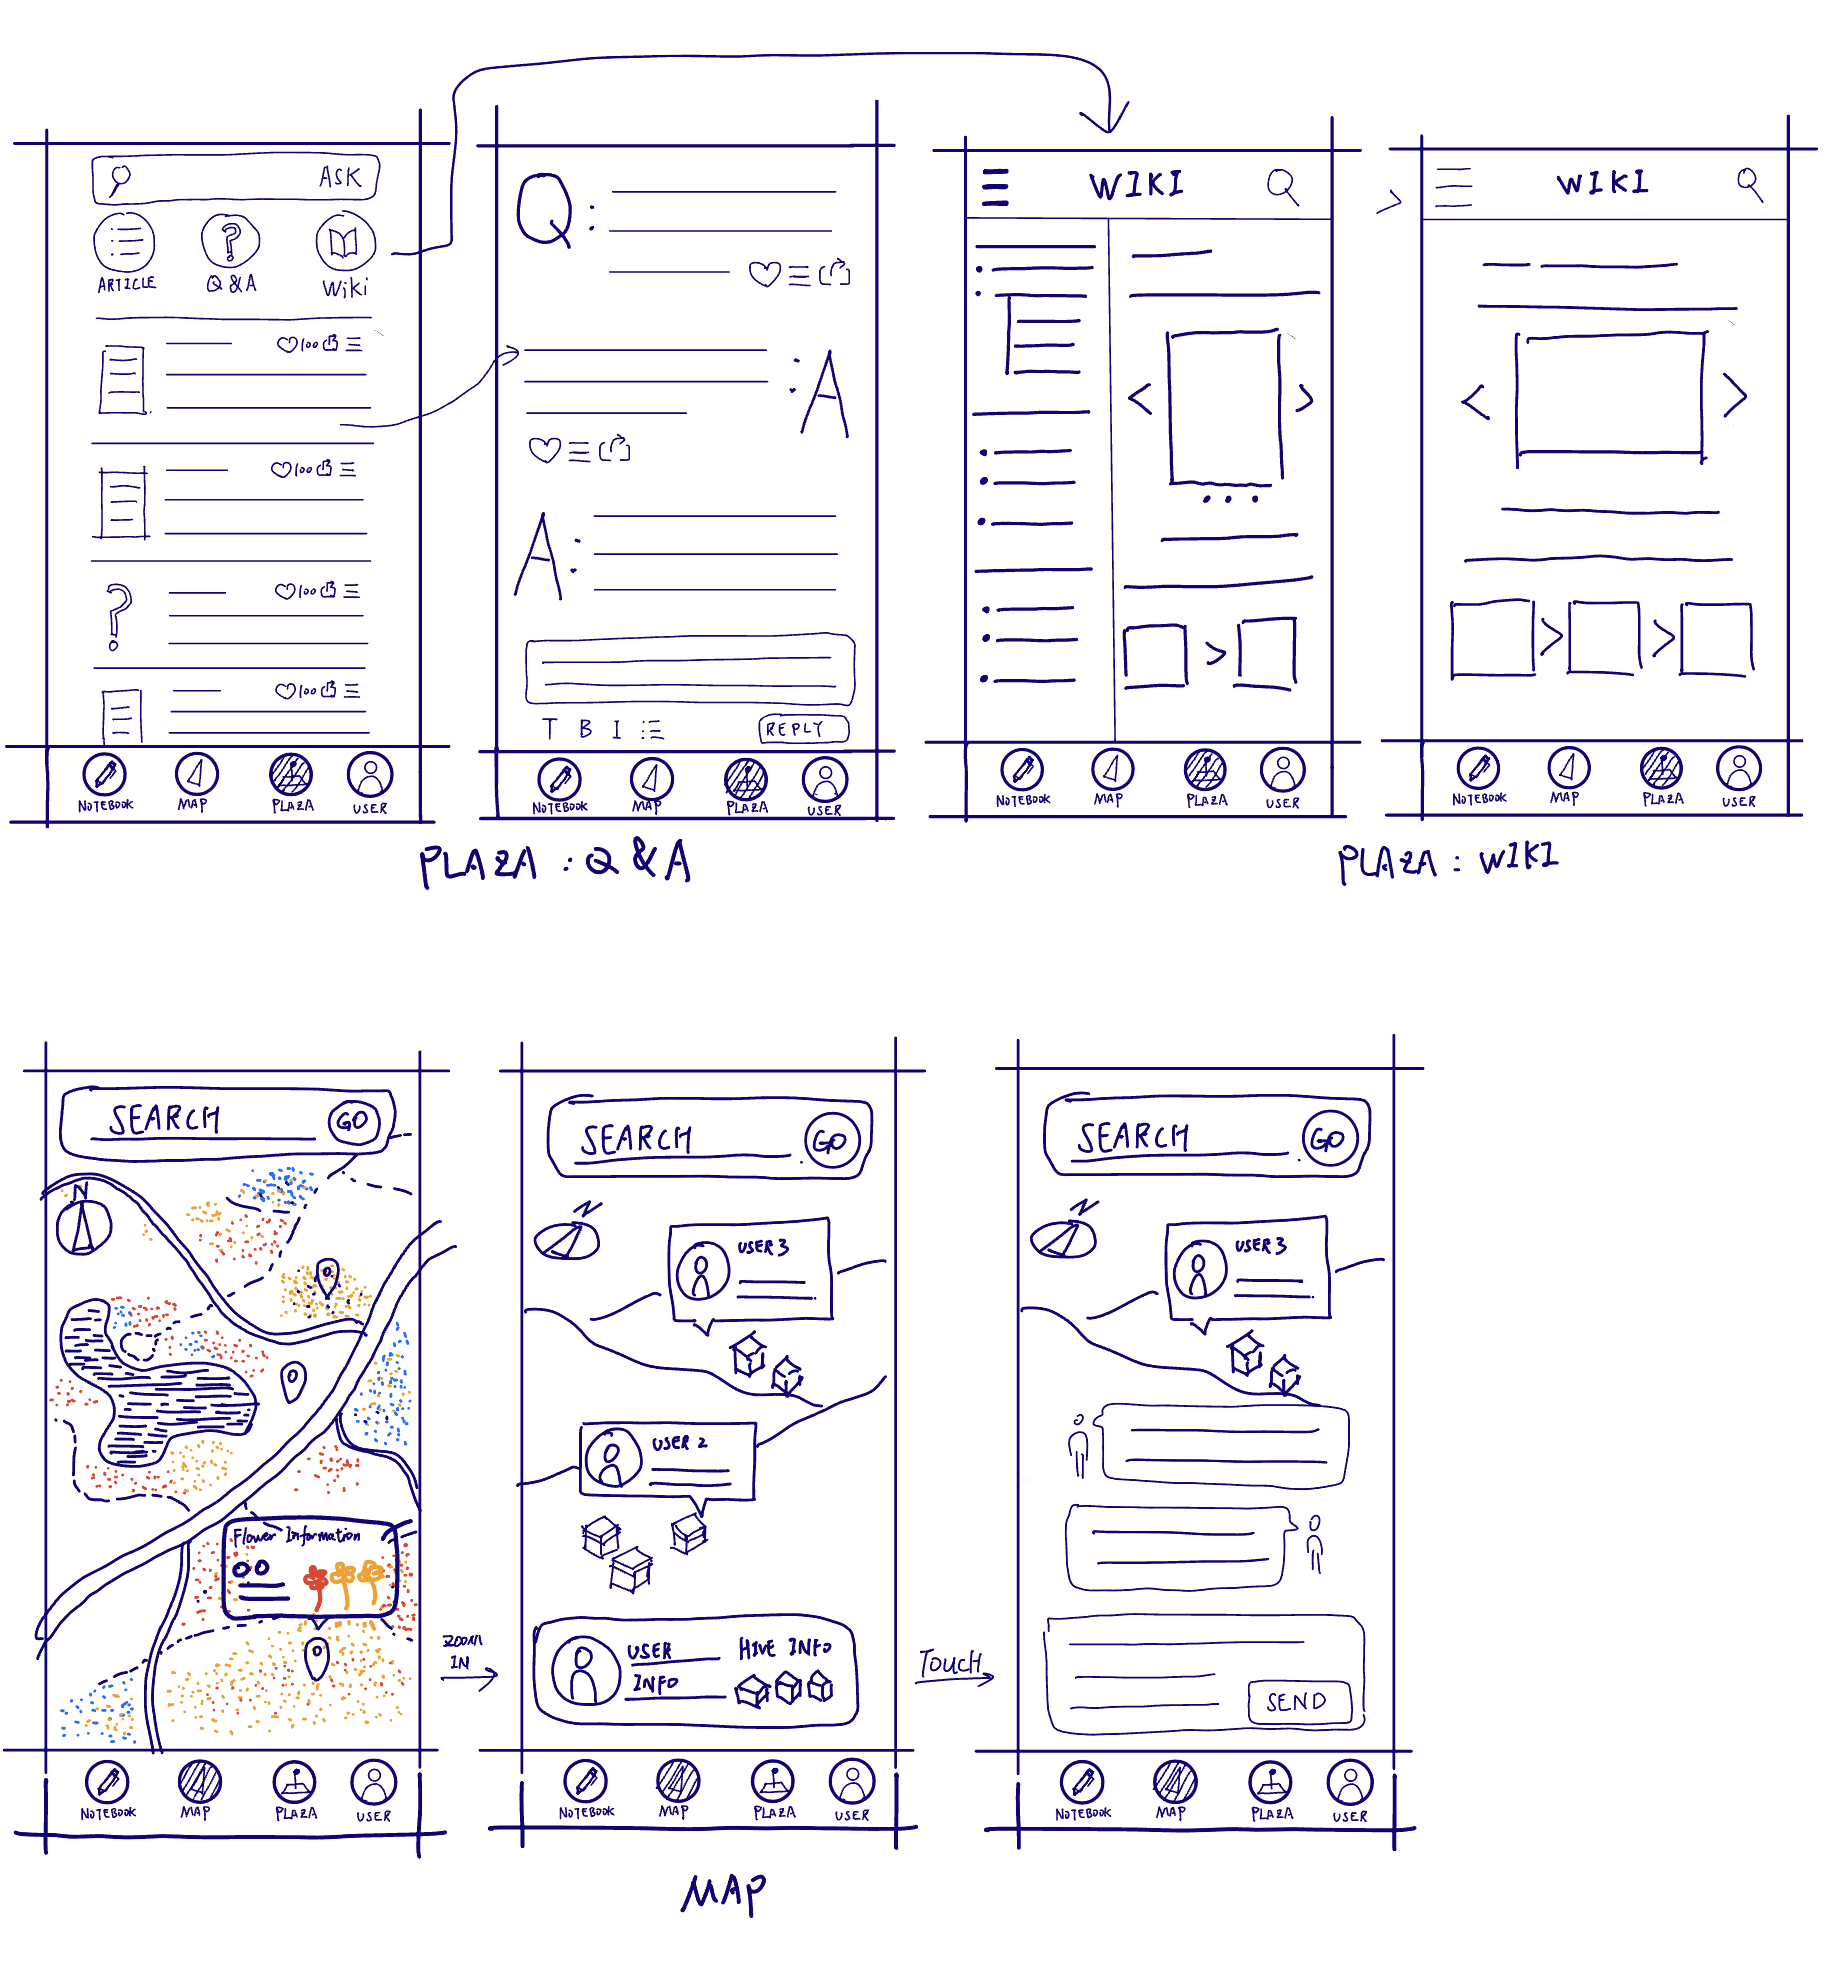 ASK
ARTICLE Q&A Wiki
100
100
100
100
NOTEBOOK MAP PLAZA USER
Q:
:A
A:
T B I
REPLY
NOTEBOOK MAP PLAZA USER
PLAZA : Q & A
WIKI
NOTEBOOK MAP PLAZA USER
WIKI
NOTEBOOK MAP PLAZA USER
PLAZA : WIKI
SEARCH GO
N
Flower Information
NOTEBOOK MAP PLAZA USER
ZOOM
IN
SEARCH GO
N
USER 3
USER 2
USER HIVE INFO
INFO
NOTEBOOK MAP PLAZA USER
TOUCH
SEARCH GO
N
USER 3
SEND
NOTEBOOK MAP PLAZA USER
MAP